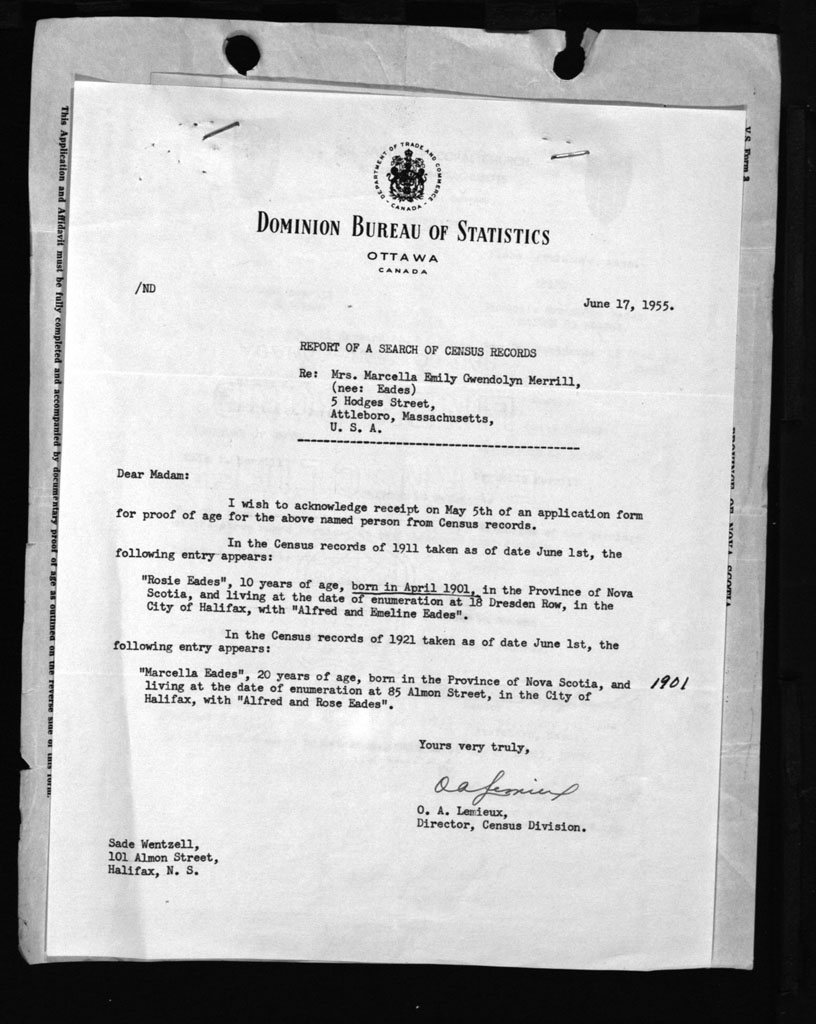 DEPARTMENT OF TRADE AND COMMERCE
- CANADA -
DOMINION BUREAU OF STATISTICS
OTTAWA
CANADA
/ND
June 17, 1955.
REPORT OF A SEARCH OF CENSUS RECORDS
Re: Mrs. Marcella Emily Gwendolyn Merrill,
(nee: Eades)
5 Hodges Street,
Attleboro, Massachusetts,
U. S. A.
Dear Madam:
I wish to acknowledge receipt on May 5th of an application form
for proof of age for the above named person from Census records.
In the Census records of 1911 taken as of date June 1st, the
following entry appears:
"Rosie Eades", 10 years of age, born in April 1901, in the Province of Nova
Scotia, and living at the date of enumeration at 18 Dresden Row, in the
City of Halifax, with "Alfred and Emeline Eades".
In the Census records of 1921 taken as of date June 1st, the
following entry appears:
"Marcella Eades", 20 years of age, born in the Province of Nova Scotia, and
living at the date of enumeration at 85 Almon Street, in the City of
Halifax, with "Alfred and Rose Eades".
1901
Yours very truly,
O A Lemieux
O. A. Lemieux,
Director, Census Division.
Sade Wentzell,
101 Almon Street,
Halifax, N. S.
This Application and Affidavit must be fully completed and accompanied by documentary proof of age as outlined on the reverse side of this form.
V.S. Form 3